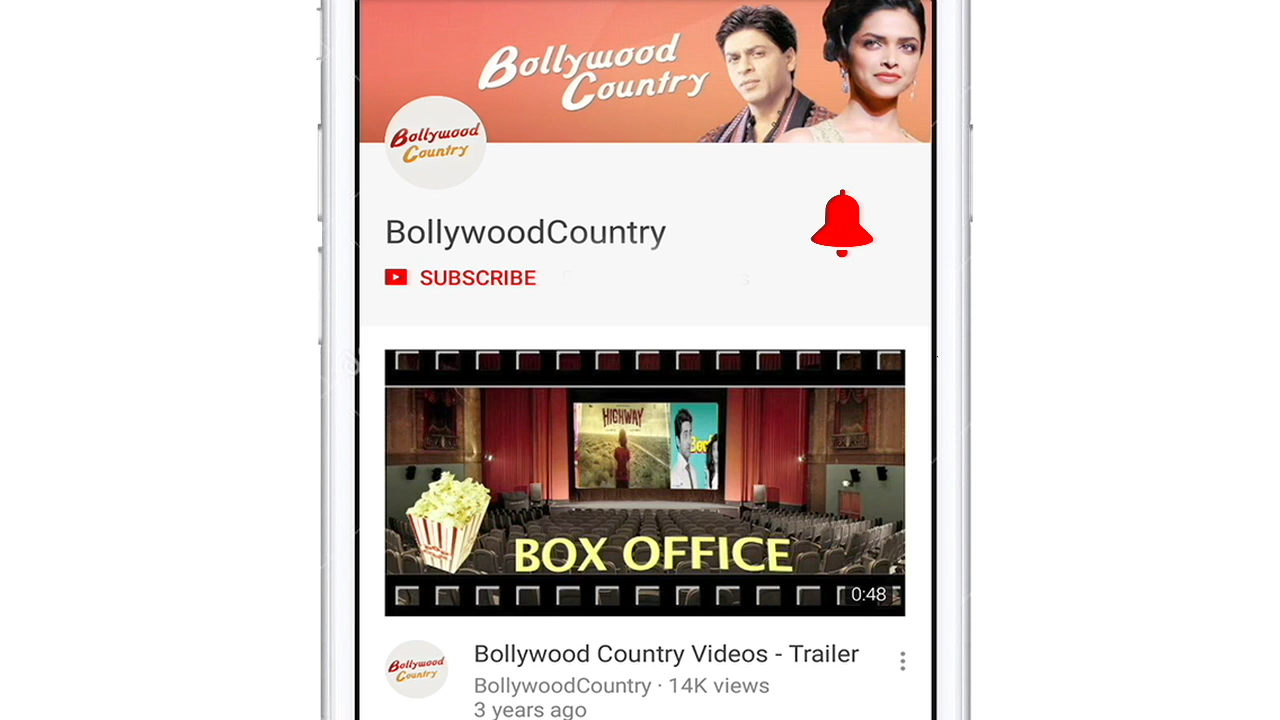 Bollywood
Country
Bollywood
Country
BollywoodCountry
SUBSCRIBE
HIGHWAY
BOX OFFICE
0:48
Bollywood
Country
Bollywood Country Videos - Trailer
BollywoodCountry · 14K views
3 years ago